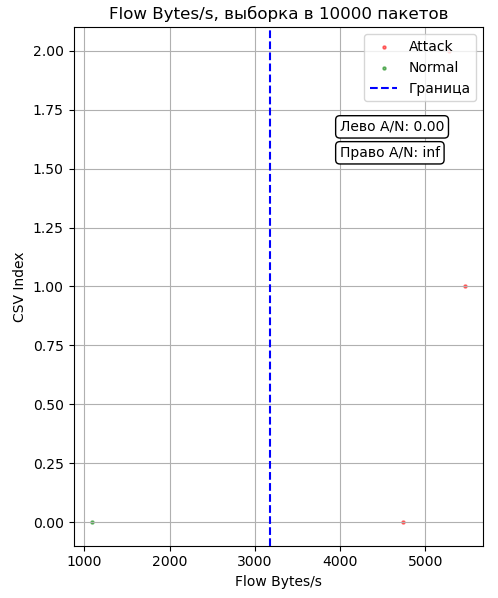 Flow Bytes/s, выборка в 10000 пакетов
Attack
Normal
Граница
Лево A/N: 0.00
Право A/N: inf
2.00
1.75
1.50
1.25
1.00
0.75
0.50
0.25
0.00
CSV Index
1000
2000
3000
4000
5000
Flow Bytes/s